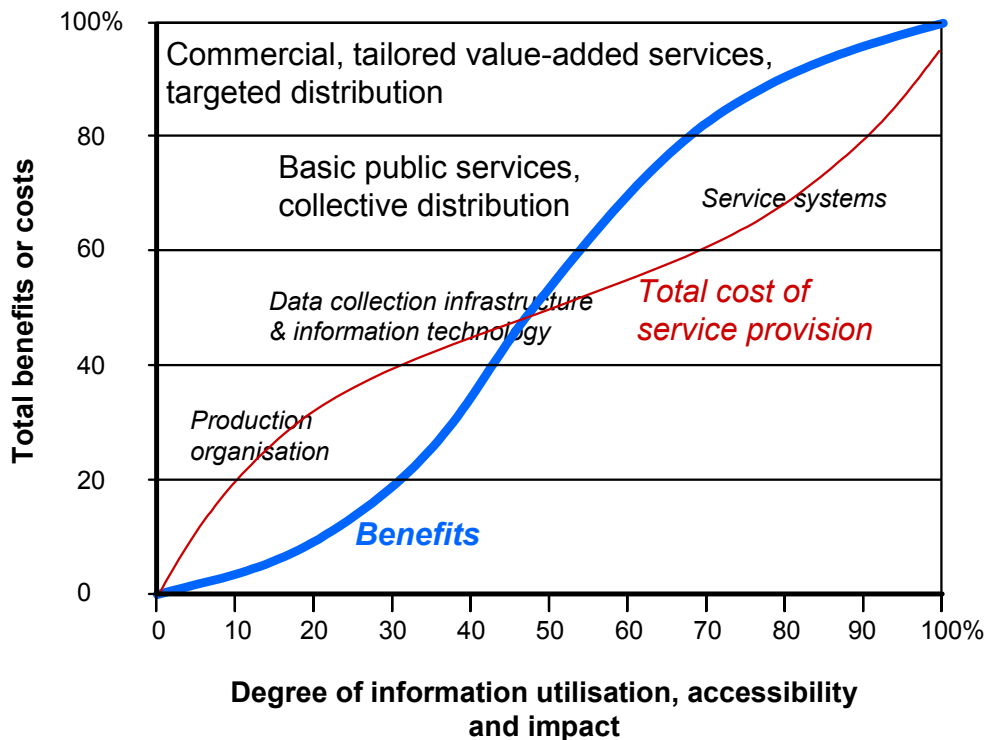 100%
Commercial, tailored value-added services,
targeted distribution
80
Basic public services,
collective distribution
Service systems
60
Data collection infrastructure
& information technology
Total cost of
service provision
40
Production
organisation
20
Benefits
0
Total benefits or costs
0 10 20 30 40 50 60 70 80 90 100%
Degree of information utilisation, accessibility
and impact